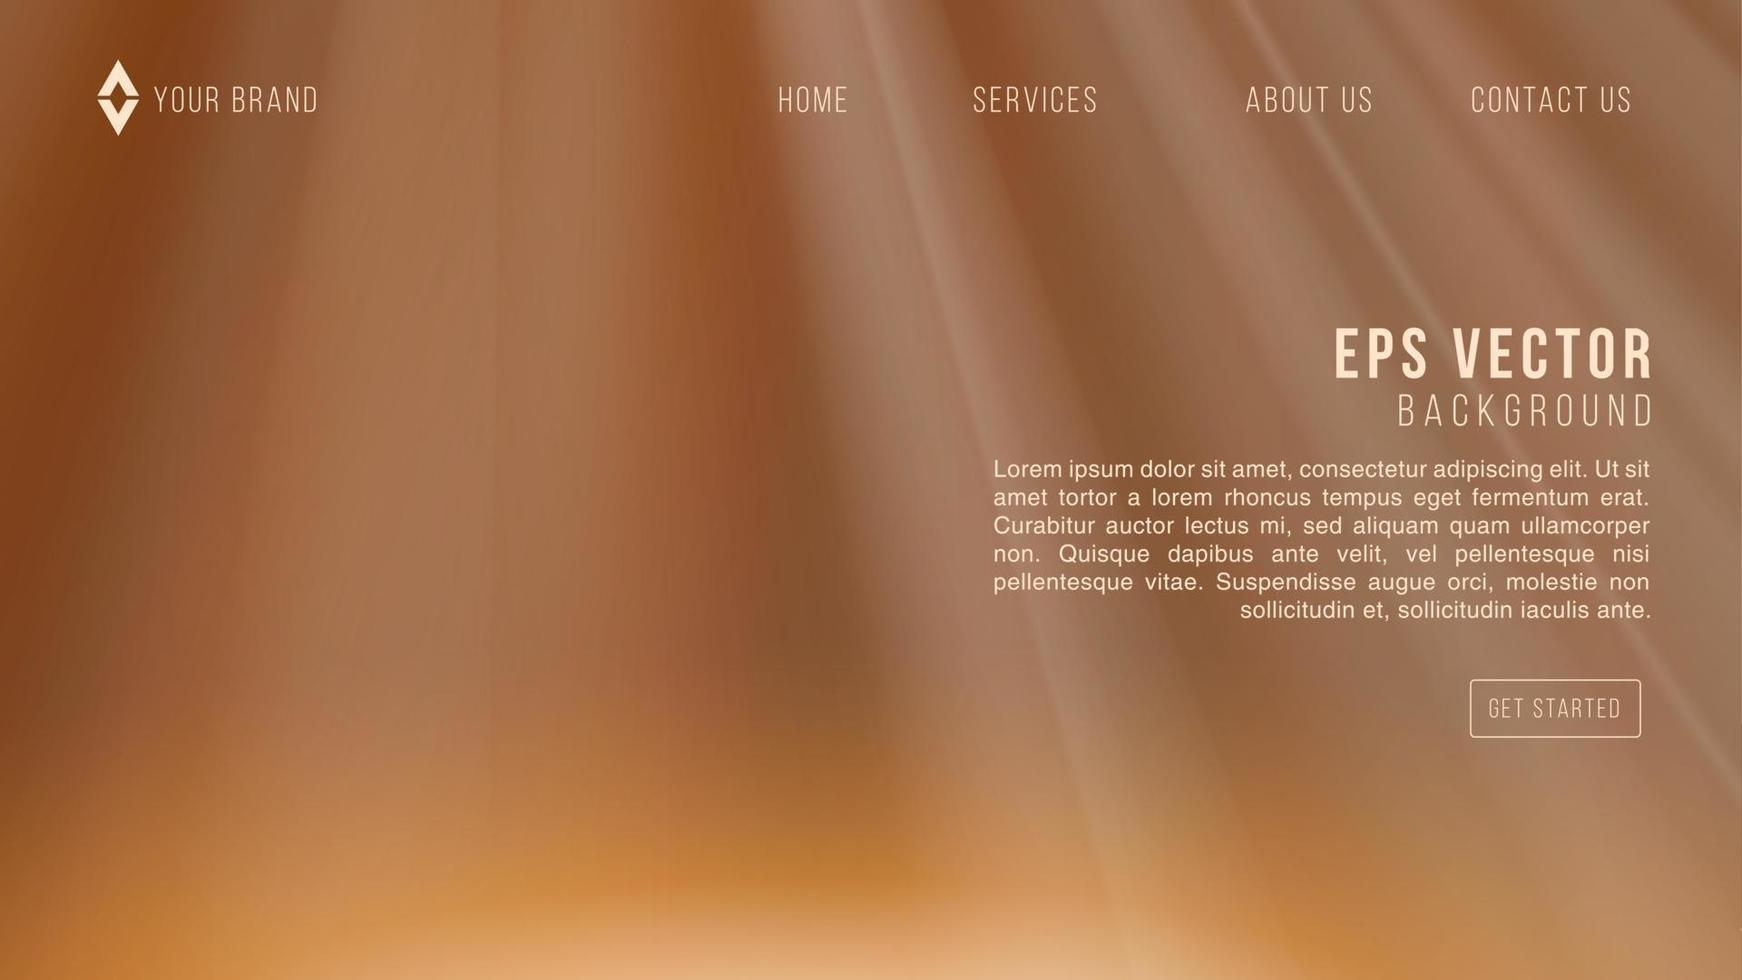 YOUR BRAND HOME SERVICES ABOUT US CONTACT US
EPS VECTOR
BACKGROUND
Lorem ipsum dolor sit amet, consectetur adipiscing elit. Ut sit
amet tortor a lorem rhoncus tempus eget fermentum erat.
Curabitur auctor lectus mi, sed aliquam quam ullamcorper
non. Quisque dapibus ante velit, vel pellentesque nisi
pellentesque vitae. Suspendisse augue orci, molestie non
sollicitudin et, sollicitudin iaculis ante.
GET STARTED